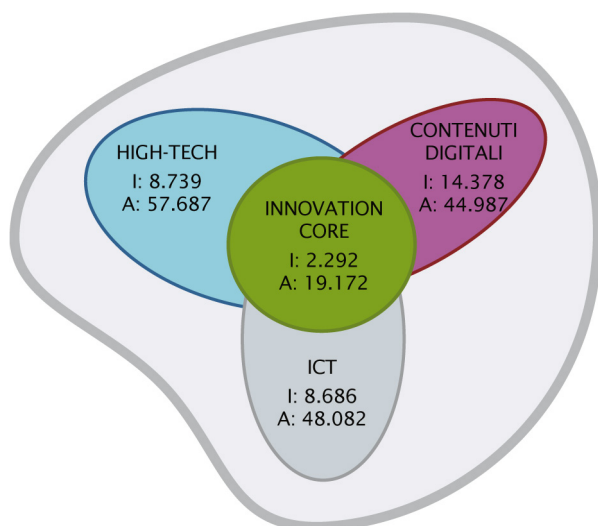 HIGH-TECH
I: 8.739
A: 57.687
CONTENUTI
DIGITALI
I: 14.378
A: 44.987
INNOVATION
CORE
I: 2.292
A: 19.172
ICT
I: 8.686
A: 48.082